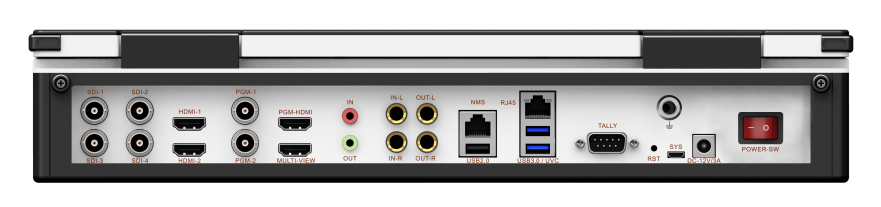 SDI-1
SDI-2
PGM-1
HDMI-1
PGM-HDMI
IN
IN-L
OUT-L
NMS
RJ45
TALLY
SDI-3
SDI-4
HDMI-2
PGM-2
MULTI-VIEW
OUT
IN-R
OUT-R
USB2.0
USB3.0 / UVC
RST
SYS
DC-12V/3A
POWER-SW